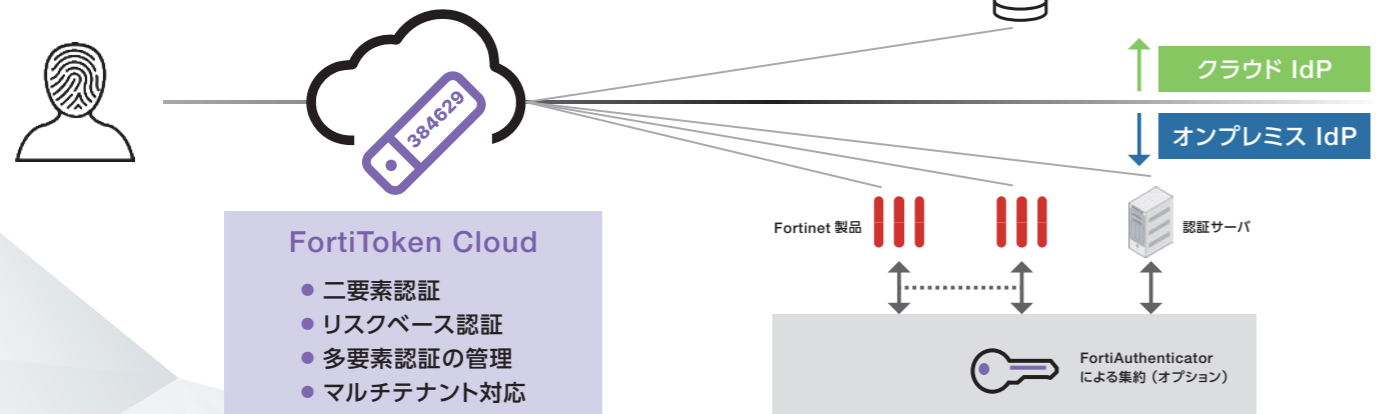 クラウド IdP
384629
オンプレミス IdP
Fortinet 製品
認証サーバ
FortiToken Cloud
● 二要素認証
● リスクベース認証
● 多要素認証の管理
● マルチテナント対応
FortiAuthenticator
による集約（オプション）